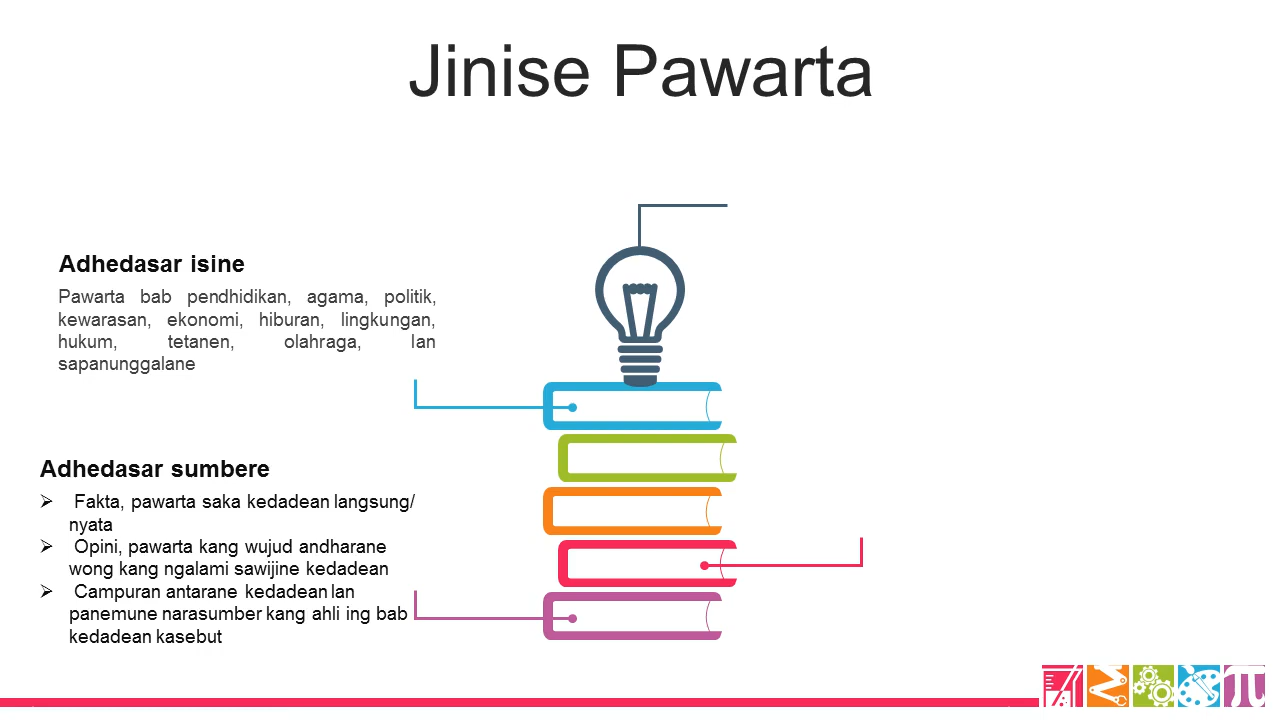 Jinise Pawarta
Adhedasar isine
Pawarta bab pendhidikan, agama, politik,
kewarasan, ekonomi, hiburan, lingkungan,
hukum, tetanen, olahraga, lan
sapanunggalane
Adhedasar sumbere
➢ Fakta, pawarta saka kedadean langsung/
nyata
➢ Opini, pawarta kang wujud andharane
wong kang ngalami sawijine kedadean
➢ Campuran antarane kedadean lan
panemune narasumber kang ahli ing bab
kedadean kasebut